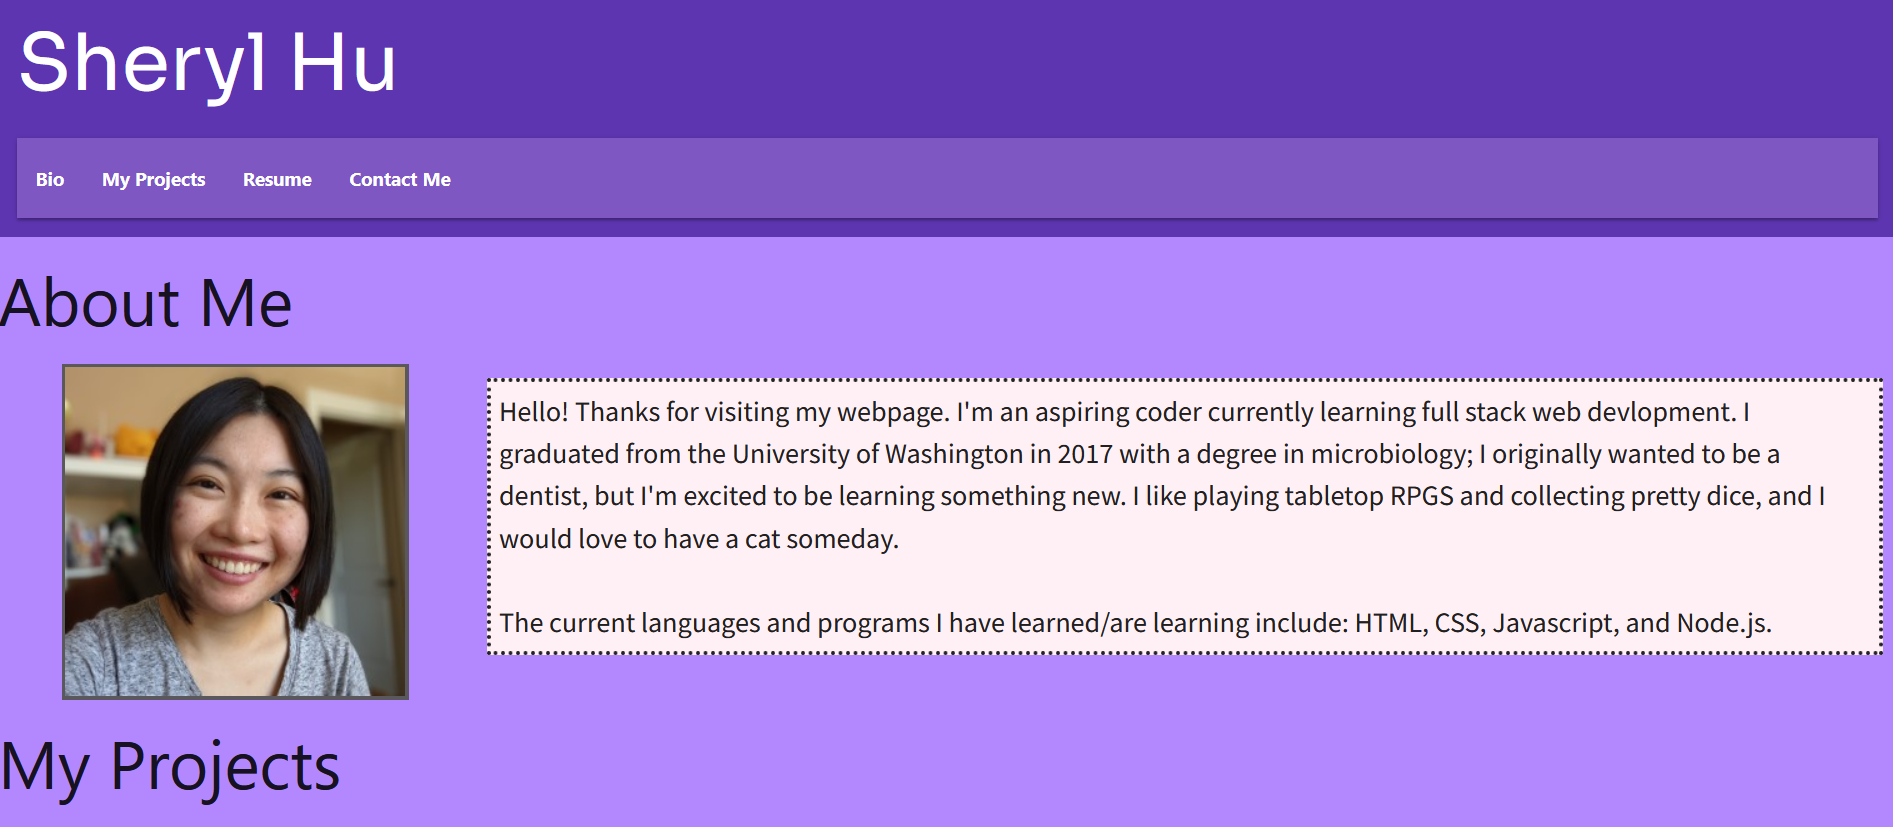 Sheryl Hu
Bio My Projects Resume Contact Me
About Me
Hello! Thanks for visiting my webpage. I'm an aspiring coder currently learning full stack web devlopment. I
graduated from the University of Washington in 2017 with a degree in microbiology; I originally wanted to be a
dentist, but I'm excited to be learning something new. I like playing tabletop RPGS and collecting pretty dice, and I
would love to have a cat someday.
The current languages and programs I have learned/are learning include: HTML, CSS, Javascript, and Node.js.
My Projects